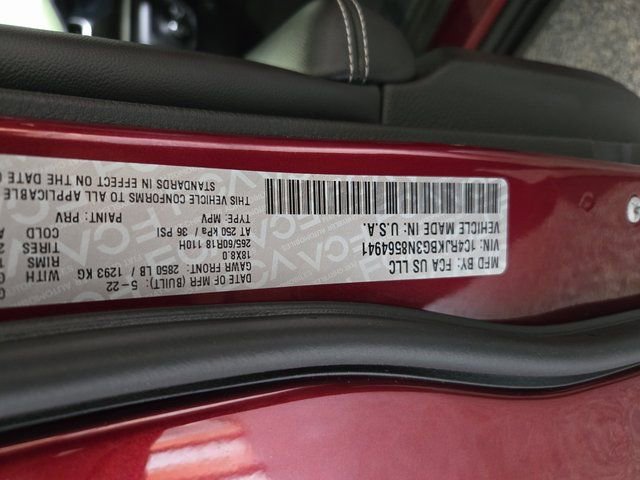 MFD BY: FCA US LLC
VIN: 1C4RJKBG3N8564941
VEHICLE MADE IN U.S.A.
DATE OF MFR (BUILT): 5-22
GAWR FRONT: 2850 LB 1293 KG WITH
18X8.0 RIMS
265/60R18 110H TIRES
AT 250 kPa / 36 PSI COLD
TYPE: MPV PAINT: PRV
THIS VEHICLE CONFORMS TO ALL APPLICABLE
STANDARDS IN EFFECT ON THE DATE